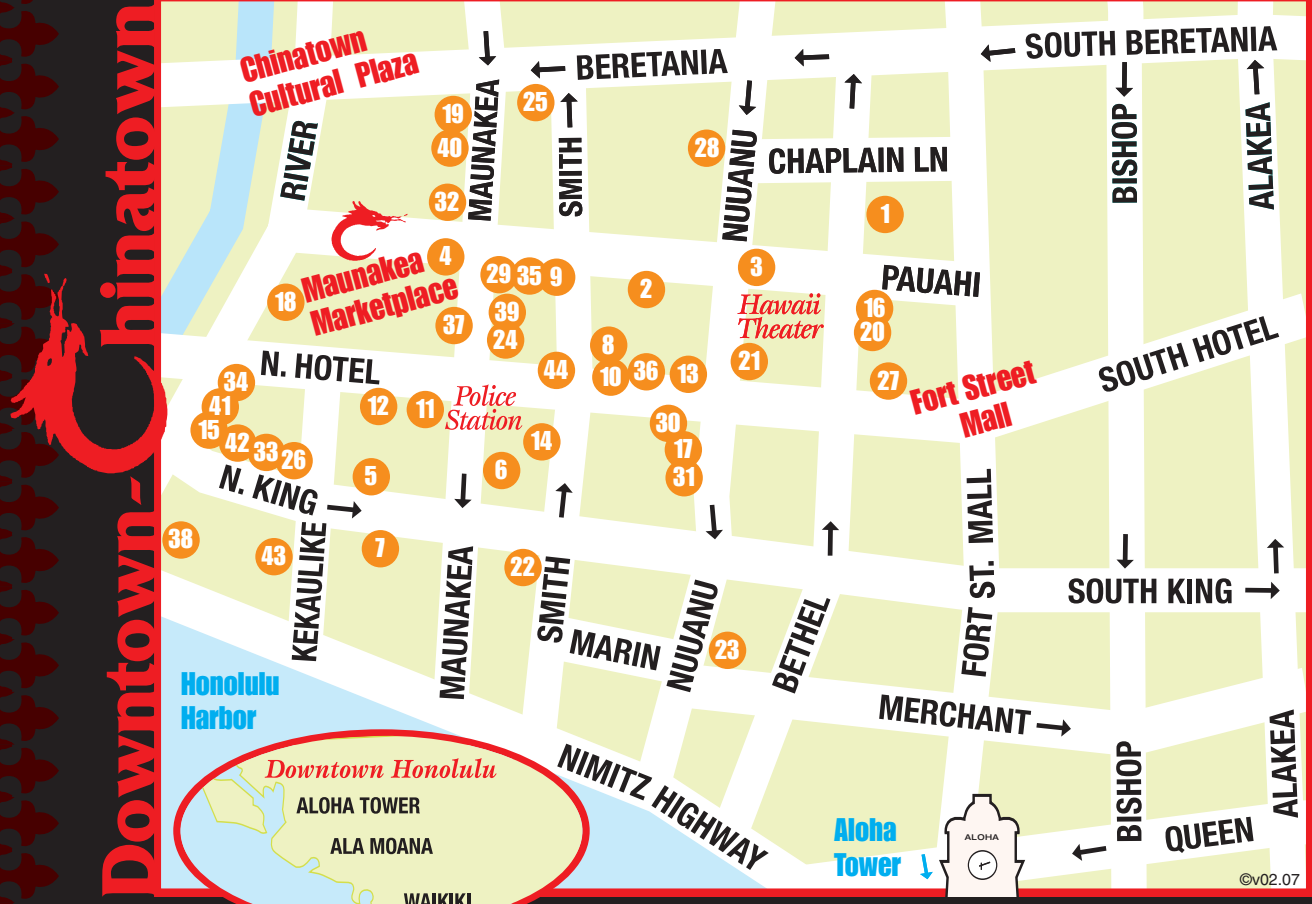 Downtown-Chinatown
Chinatown
Cultural Plaza
BERETANIA
SOUTH BERETANIA
RIVER
MAUNAKEA
SMITH
NUUANU
CHAPLAIN LN
BISHOP
ALAKEA
19
40
32
25
28
1
4
29
35
9
2
3
PAUAHI
Maunakea
Marketplace
18
37
39
24
Hawaii
Theater
16
20
8
10
36
13
21
27
44
N. HOTEL
SOUTH HOTEL
Fort Street
Mall
34
41
15
42
33
26
12
11
Police
Station
14
6
5
30
17
31
N. KING
38
43
7
22
KEKAULIKE
MAUNAKEA
SMITH
MARIN
NUUANU
23
BETHEL
FORT ST. MALL
SOUTH KING
Honolulu
Harbor
MERCHANT
NIMITZ HIGHWAY
BISHOP
ALAKEA
QUEEN
Aloha
Tower
ALOHA
Downtown Honolulu
ALOHA TOWER
ALA MOANA
WAIKIKI
©v02.07